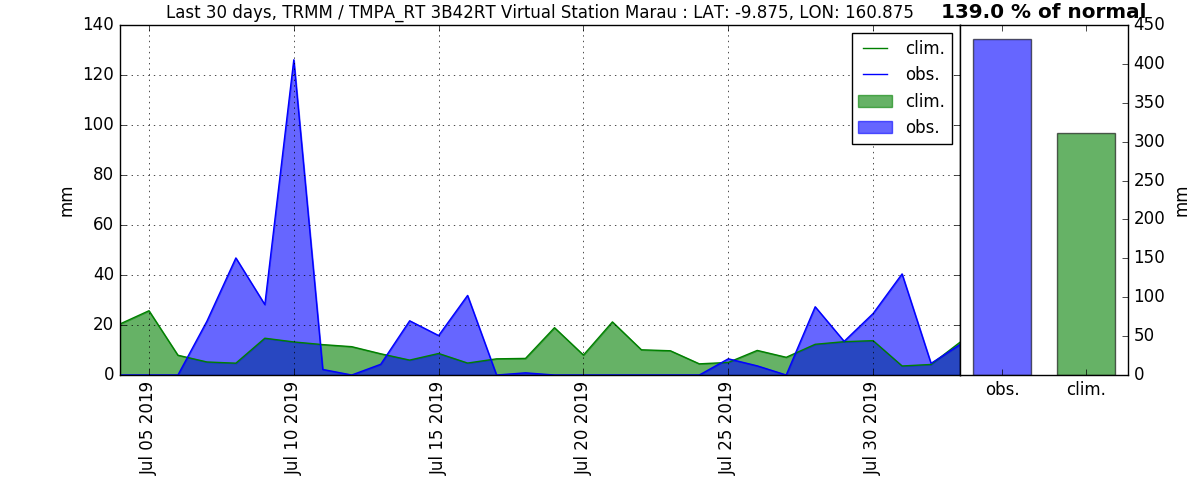 Last 30 days, TRMM / TMPA_RT 3B42RT Virtual Station Marau : LAT: -9.875, LON: 160.875
139.0 % of normal
140
120
100
80
60
40
20
0
mm
clim.
obs.
clim.
obs.
450
400
350
300
250
200
150
100
50
0
mm
Jul 05 2019
Jul 10 2019
Jul 15 2019
Jul 20 2019
Jul 25 2019
Jul 30 2019
obs.
clim.